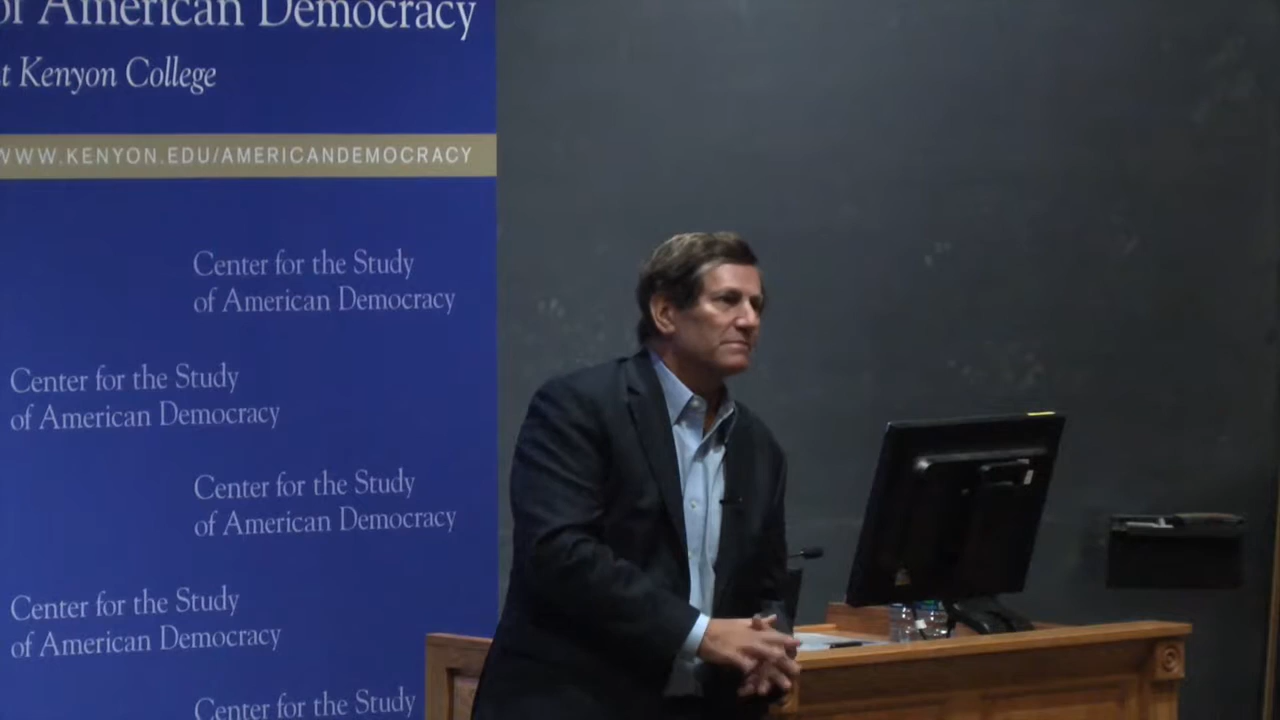 of American Democracy
at Kenyon College
WWW.KENYON.EDU/AMERICANDEMOCRACY
Center for the Study
of American Democracy
Center for the Study
of American Democracy
Center for the Study
of American Democracy
Center for the Study
of American Democracy
Center for the Study